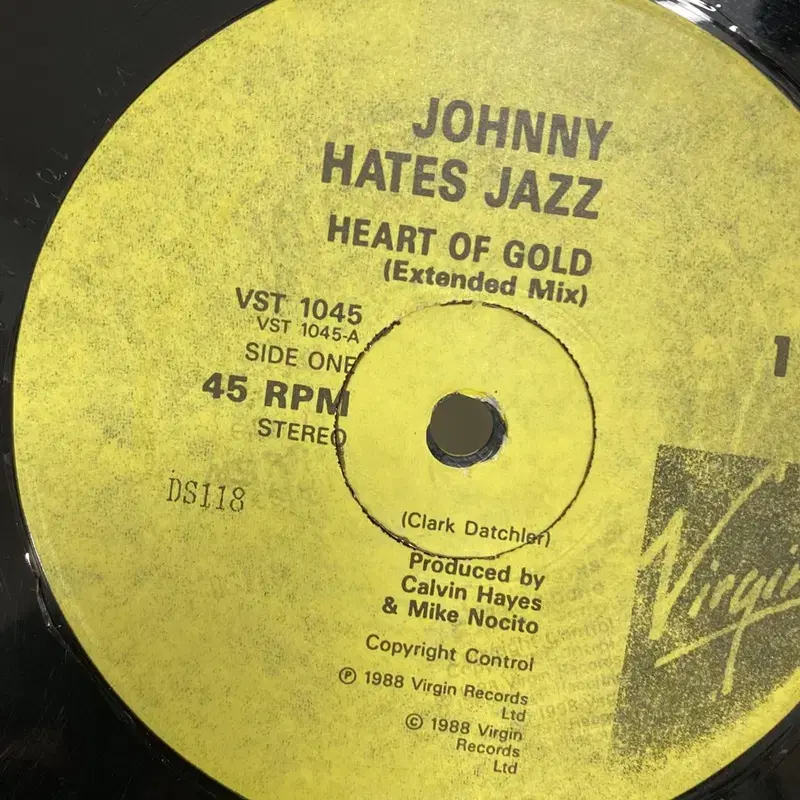 JOHNNY
HATES JAZZ
HEART OF GOLD
(Extended Mix)
VST 1045
VST 1045-A
SIDE ONE
45 RPM
STEREO
1
DS118
(Clark Datchler)
Produced by
Calvin Hayes
& Mike Nocito
Copyright Control
℗ 1988 Virgin Records
Ltd
© 1988 Virgin
Records
Ltd
Virgin